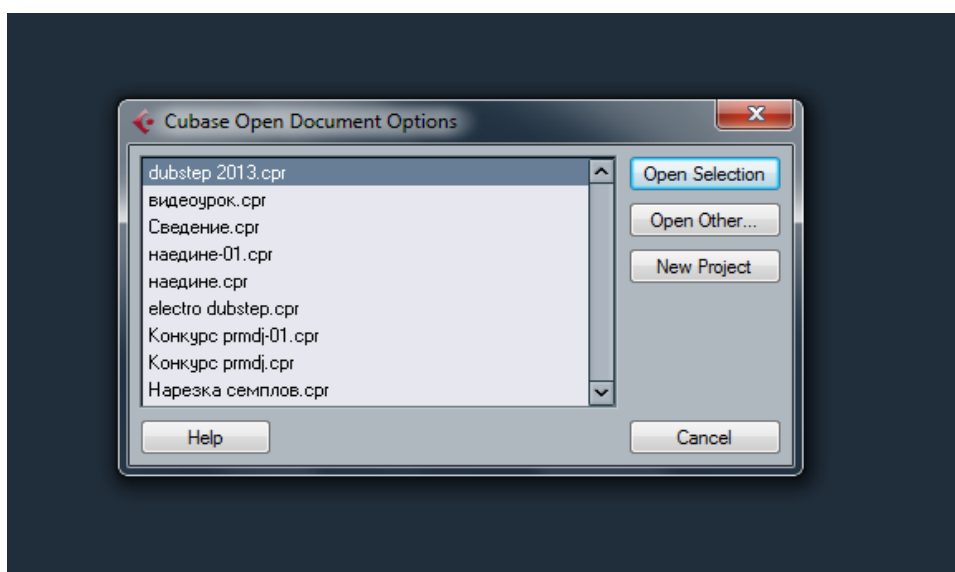 Cubase Open Document Options
dubstep 2013.cpr
видеоурок.cpr
Сведение.cpr
наедине-01.cpr
наедине.cpr
electro dubstep.cpr
Конкурс prmdj-01.cpr
Конкурс prmdj.cpr
Нарезка семплов.cpr
Open Selection
Open Other...
New Project
Help
Cancel